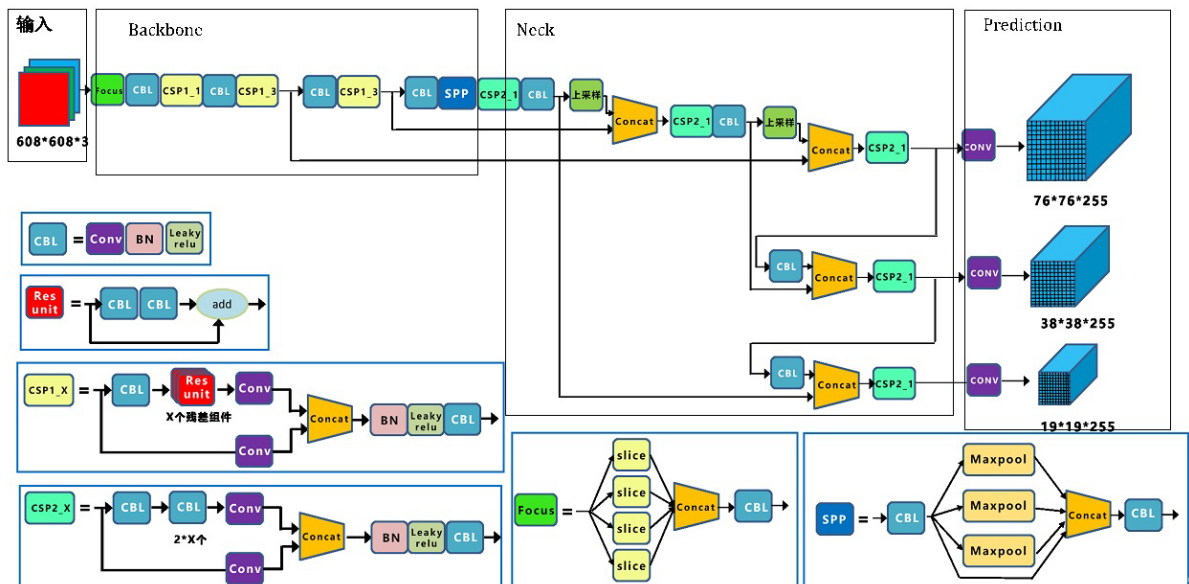 输入
Backbone
Neck
Prediction
608*608*3
Focus CBL CSP1_1 CBL CSP1_3 CBL CSP1_3 CBL SPP CSP2_1 CBL 上采样 Concat CSP2_1 CBL 上采样 Concat CSP2_1 CONV
76*76*255
CBL Concat CSP2_1 CONV
38*38*255
CBL Concat CSP2_1 CONV
19*19*255
CBL = Conv BN Leaky
relu
Res
unit = CBL CBL add
CSP1_X = CBL Res
unit Conv
X个残差组件
Conv
Concat BN Leaky
relu CBL
CSP2_X = CBL CBL Conv
2*X个
Conv
Concat BN Leaky
relu CBL
Focus =
slice
slice
slice
slice
Concat CBL
SPP = CBL
Maxpool
Maxpool
Maxpool
Concat CBL